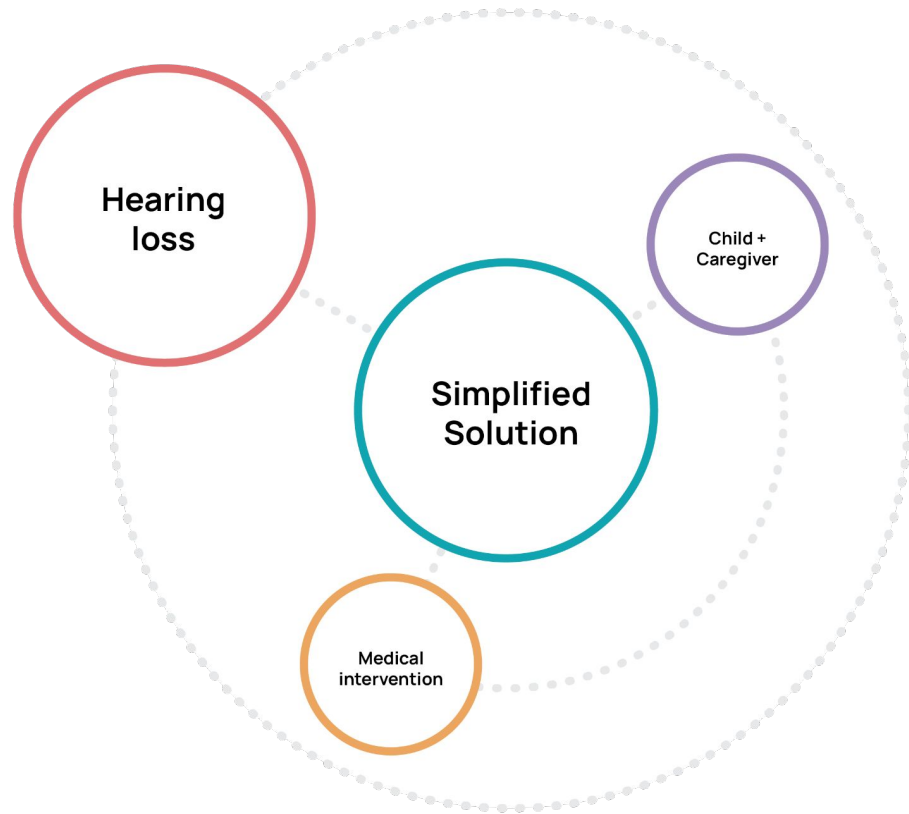 Hearing
loss
Child +
Caregiver
Simplified
Solution
Medical
intervention